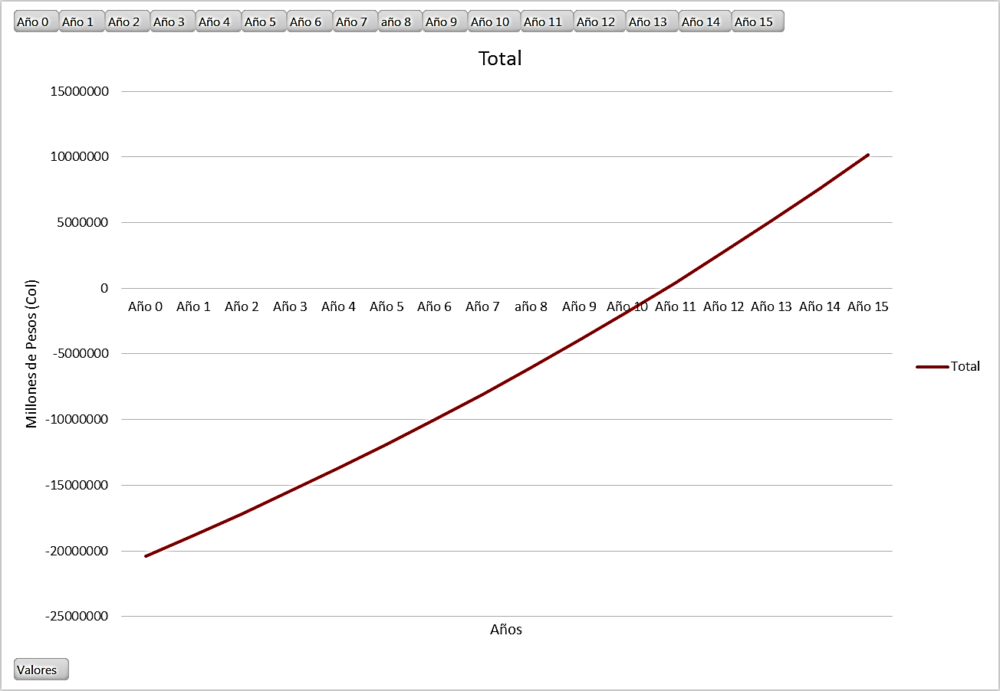 Año 0 Año 1 Año 2 Año 3 Año 4 Año 5 Año 6 Año 7 año 8 Año 9 Año 10 Año 11 Año 12 Año 13 Año 14 Año 15
Total
15000000
10000000
5000000
0
Año 0 Año 1 Año 2 Año 3 Año 4 Año 5 Año 6 Año 7 año 8 Año 9 Año 10 Año 11 Año 12 Año 13 Año 14 Año 15
-5000000
-10000000
-15000000
-20000000
-25000000
Millones de Pesos (Col)
Total
Años
Valores